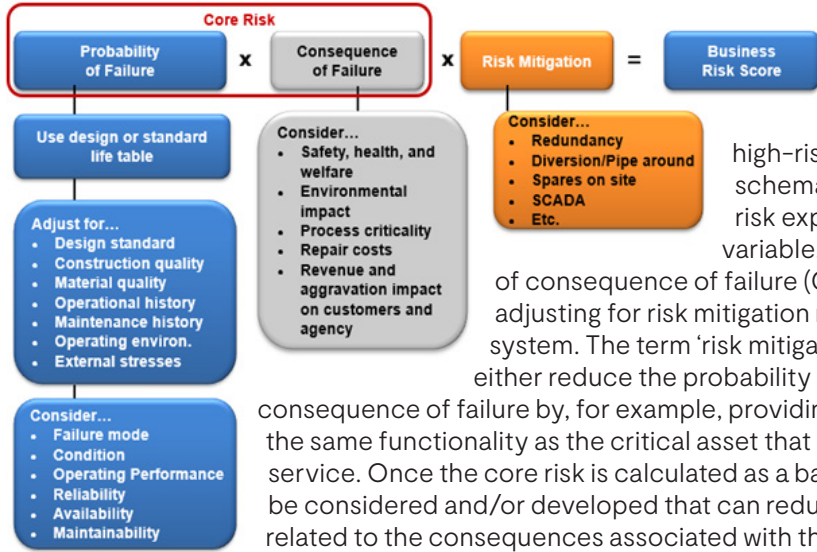 Core Risk
Probability
of Failure
x
Consequence
of Failure
x
Risk Mitigation
=
Business
Risk Score
Use design or standard
life table
Adjust for...
• Design standard
• Construction quality
• Material quality
• Operational history
• Maintenance history
• Operating environ.
• External stresses
Consider...
• Failure mode
• Condition
• Operating Performance
• Reliability
• Availability
• Maintainability
Consider...
• Safety, health, and
welfare
• Environmental
impact
• Process criticality
• Repair costs
• Revenue and
aggravation impact
on customers and
agency
Consider...
• Redundancy
• Diversion/Pipe around
• Spares on site
• SCADA
• Etc.
high-ris
schema
risk exp
variable
of consequence of failure (
adjusting for risk mitigation
system. The term ‘risk mitiga
either reduce the probability
consequence of failure by, for example, providin
the same functionality as the critical asset that
service. Once the core risk is calculated as a ba
be considered and/or developed that can redu
related to the consequences associated with th